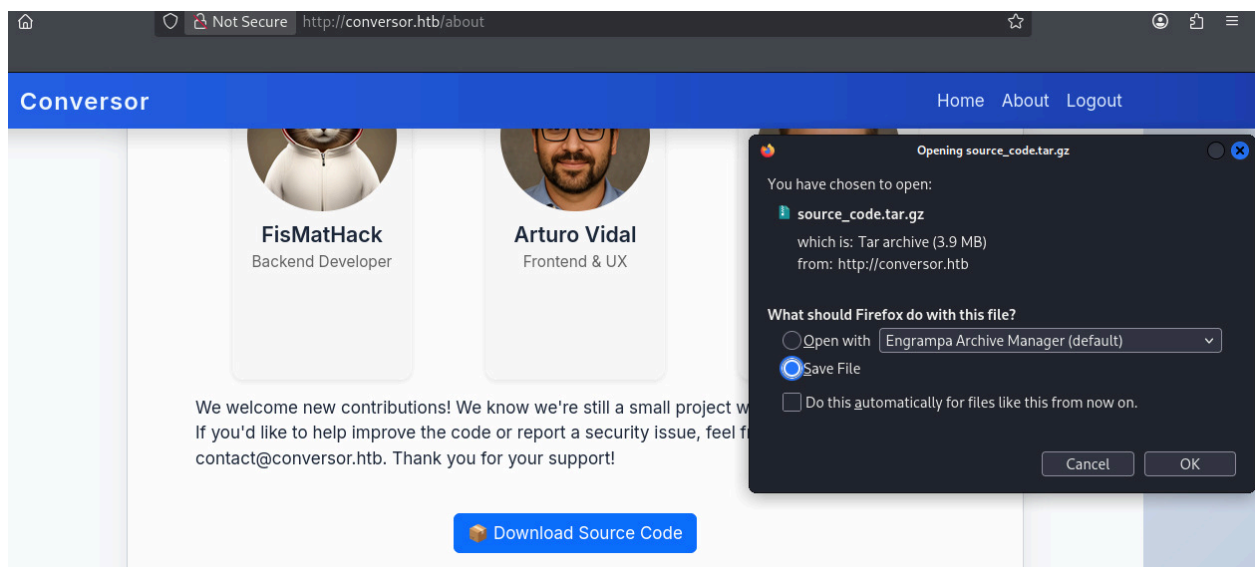 Not Secure http://conversor.htb/about
Conversor
Home About Logout
FisMatHack
Backend Developer
Arturo Vidal
Frontend & UX
We welcome new contributions! We know we're still a small project
If you'd like to help improve the code or report a security issue, feel
contact@conversor.htb. Thank you for your support!
📦 Download Source Code
Opening source_code.tar.gz
You have chosen to open:
source_code.tar.gz
which is: Tar archive (3.9 MB)
from: http://conversor.htb
What should Firefox do with this file?
Open with Engrampa Archive Manager (default)
Save File
Do this automatically for files like this from now on.
Cancel OK